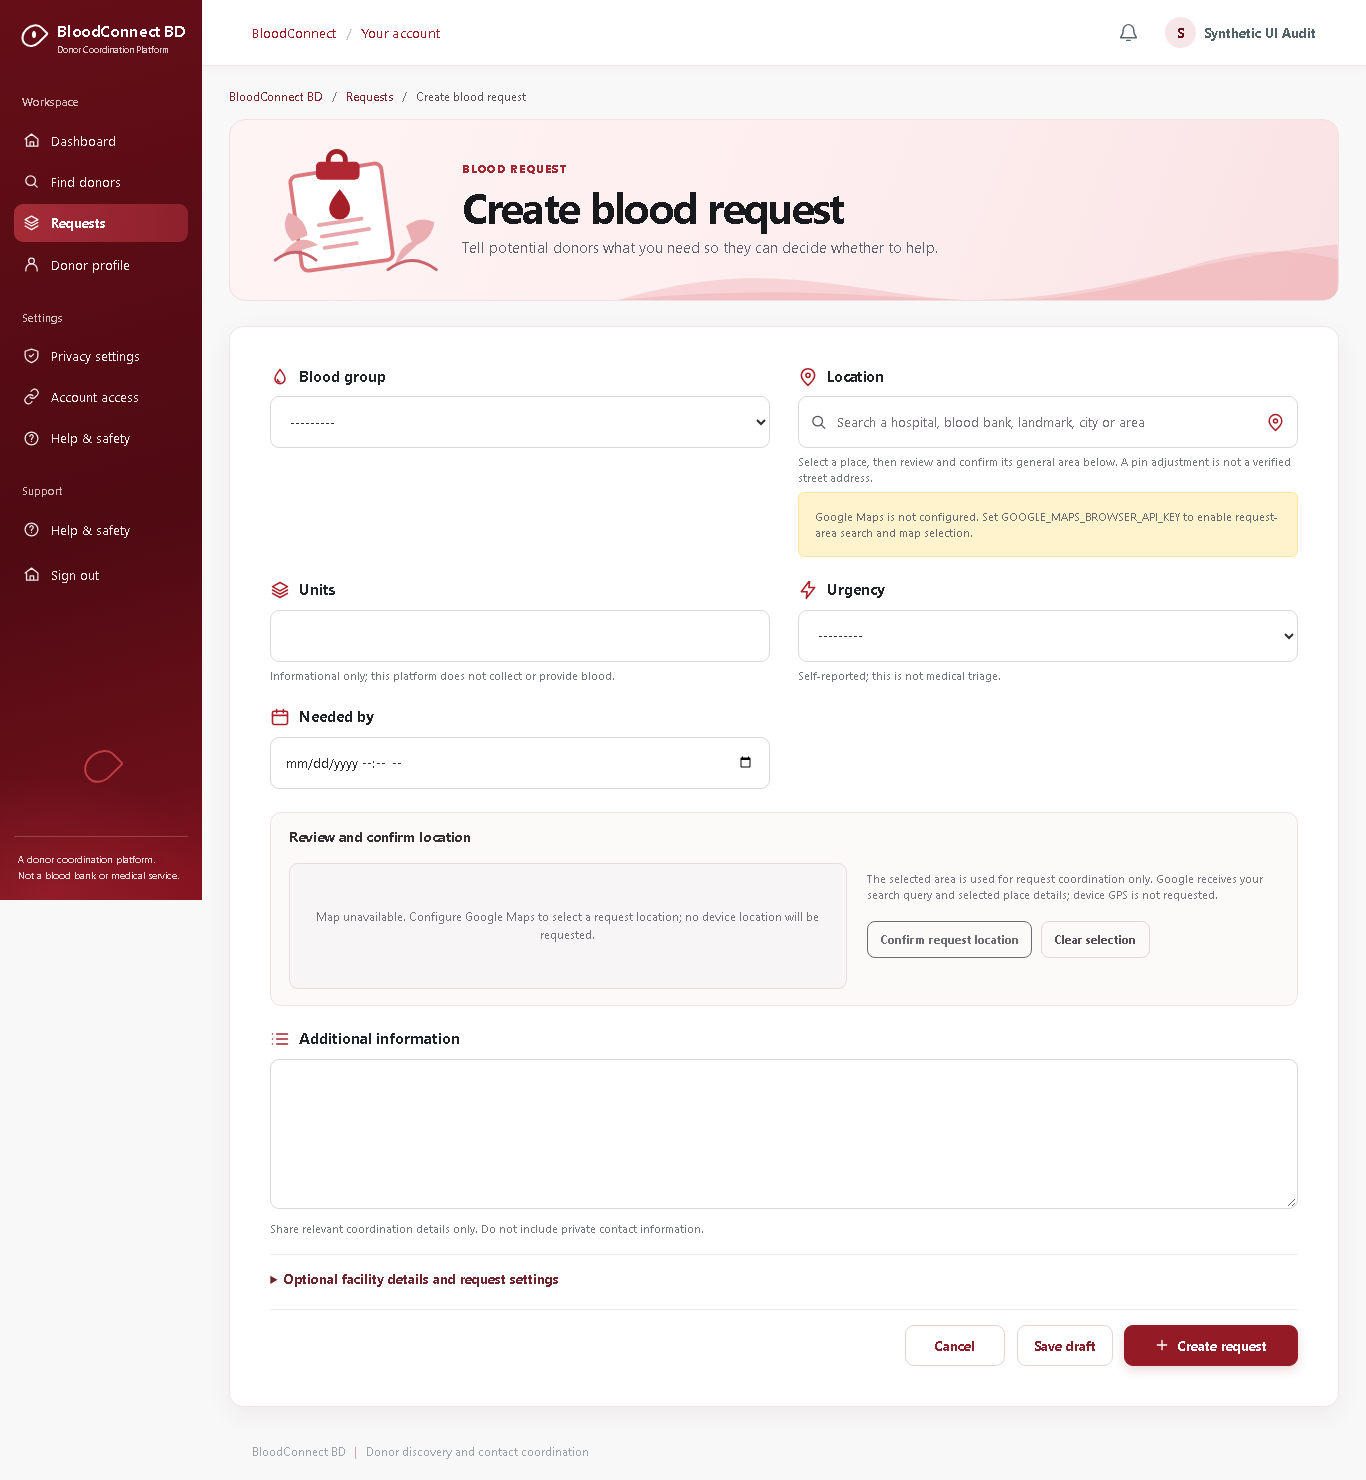 BloodConnect BD
Donor Coordination Platform
Workspace
Dashboard
Find donors
Requests
Donor profile
Settings
Privacy settings
Account access
Help & safety
Support
Help & safety
Sign out
A donor coordination platform.
Not a blood bank or medical service.
BloodConnect / Your account
S Synthetic UI Audit
BloodConnect BD / Requests / Create blood request
BLOOD REQUEST
Create blood request
Tell potential donors what you need so they can decide whether to help.
Blood group
---------
Location
Search a hospital, blood bank, landmark, city or area
Select a place, then review and confirm its general area below. A pin adjustment is not a verified
street address.
Google Maps is not configured. Set GOOGLE_MAPS_BROWSER_API_KEY to enable request-
area search and map selection.
Units
Informational only; this platform does not collect or provide blood.
Urgency
---------
Self-reported; this is not medical triage.
Needed by
mm/dd/yyyy --:-- --
Review and confirm location
Map unavailable. Configure Google Maps to select a request location; no device location will be
requested.
The selected area is used for request coordination only. Google receives your
search query and selected place details; device GPS is not requested.
Confirm request location
Clear selection
Additional information
Share relevant coordination details only. Do not include private contact information.
Optional facility details and request settings
Cancel
Save draft
+ Create request
BloodConnect BD | Donor discovery and contact coordination